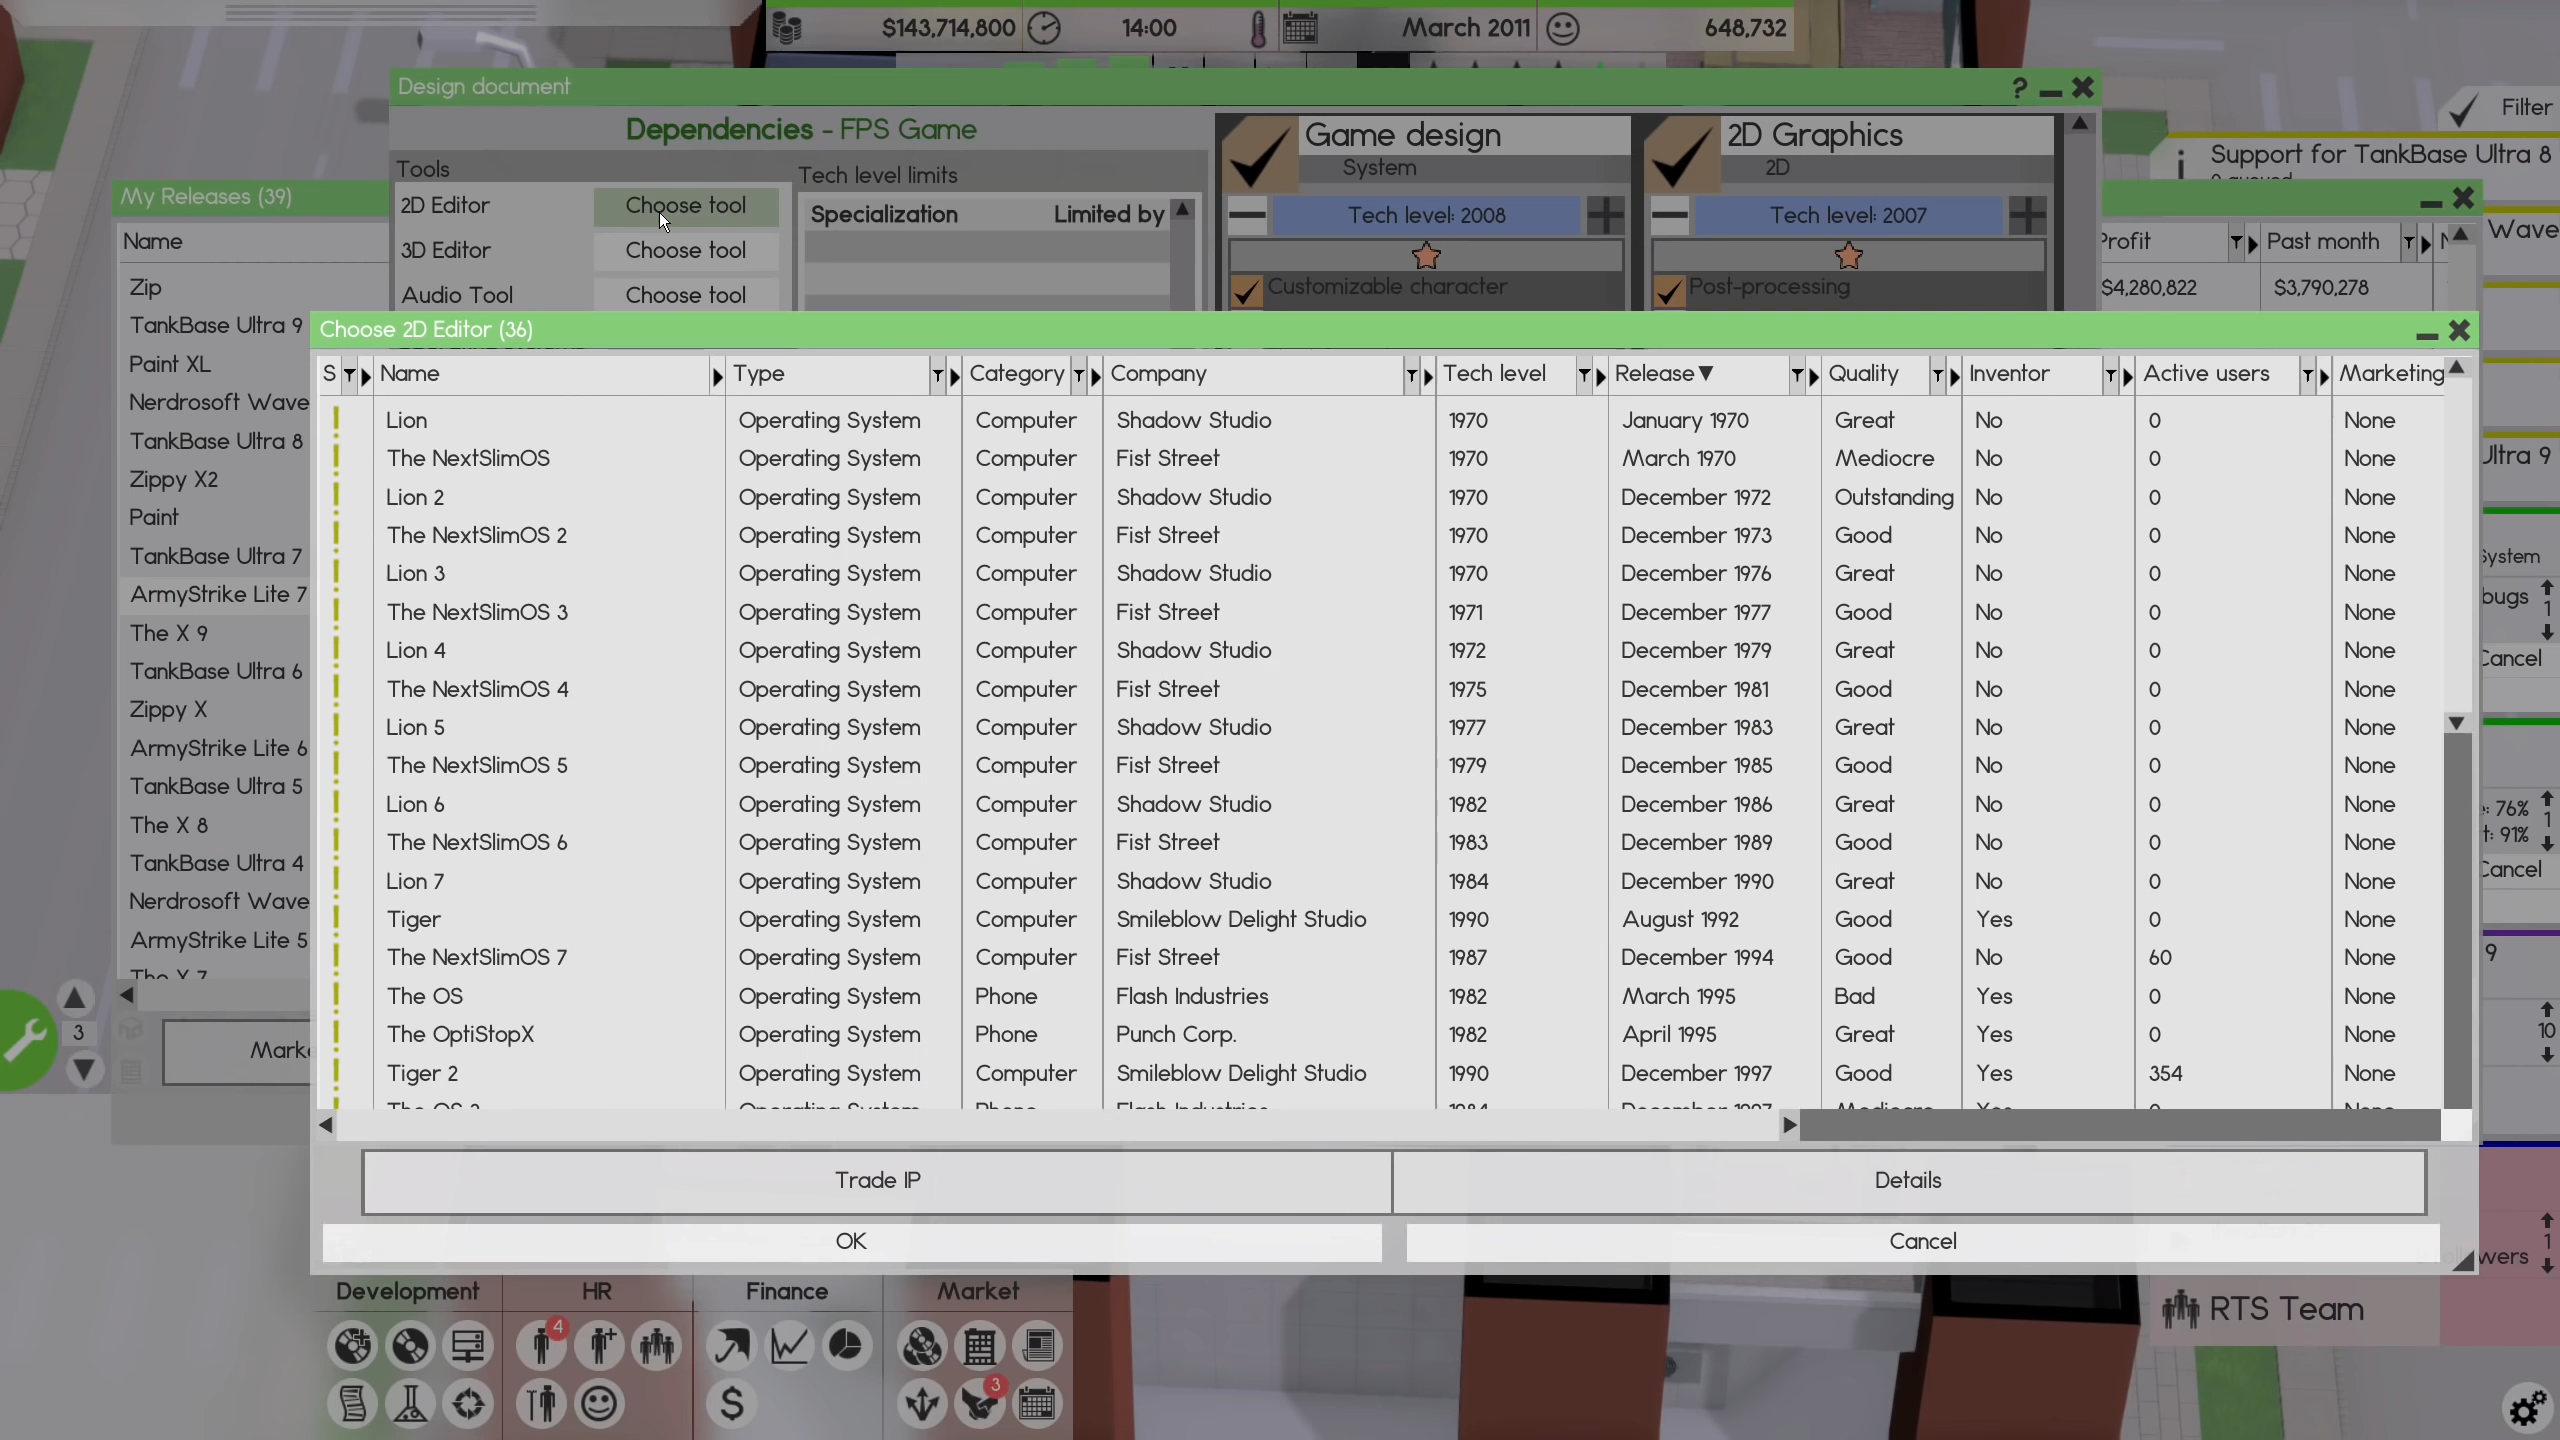 $143,714,800
14:00
March 2011
648,732
Design document
?
Filter
Dependencies - FPS Game
Game design
System
2D Graphics
2D
Support for TankBase Ultra 8
Tools
Tech level limits
2D Editor Choose tool
3D Editor Choose tool
Audio Tool Choose tool
Specialization Limited by
Tech level: 2008
Tech level: 2007
Customizable character
Post-processing
My Releases (39)
Name
Zip
TankBase Ultra 9
Paint XL
Nerdrosoft Wave
TankBase Ultra 8
Zippy X2
Paint
TankBase Ultra 7
ArmyStrike Lite 7
The X 9
TankBase Ultra 6
Zippy X
ArmyStrike Lite 6
TankBase Ultra 5
The X 8
TankBase Ultra 4
Nerdrosoft Wave
ArmyStrike Lite 5
The X 7
Profit Past month
$4,280,822 $3,790,278
Wave
Ultra 9
System
bugs
1
Cancel
76%
91%
1
Cancel
9
10
1
Choose 2D Editor (36)
S Name Type Category Company Tech level Release▼ Quality Inventor Active users Marketing
Lion Operating System Computer Shadow Studio 1970 January 1970 Great No 0 None
The NextSlimOS Operating System Computer Fist Street 1970 March 1970 Mediocre No 0 None
Lion 2 Operating System Computer Shadow Studio 1970 December 1972 Outstanding No 0 None
The NextSlimOS 2 Operating System Computer Fist Street 1970 December 1973 Good No 0 None
Lion 3 Operating System Computer Shadow Studio 1970 December 1976 Great No 0 None
The NextSlimOS 3 Operating System Computer Fist Street 1971 December 1977 Good No 0 None
Lion 4 Operating System Computer Shadow Studio 1972 December 1979 Great No 0 None
The NextSlimOS 4 Operating System Computer Fist Street 1975 December 1981 Good No 0 None
Lion 5 Operating System Computer Shadow Studio 1977 December 1983 Great No 0 None
The NextSlimOS 5 Operating System Computer Fist Street 1979 December 1985 Good No 0 None
Lion 6 Operating System Computer Shadow Studio 1982 December 1986 Great No 0 None
The NextSlimOS 6 Operating System Computer Fist Street 1983 December 1989 Good No 0 None
Lion 7 Operating System Computer Shadow Studio 1984 December 1990 Great No 0 None
Tiger Operating System Computer Smileblow Delight Studio 1990 August 1992 Good Yes 0 None
The NextSlimOS 7 Operating System Computer Fist Street 1987 December 1994 Good No 60 None
The OS Operating System Phone Flash Industries 1982 March 1995 Bad Yes 0 None
The OptiStopX Operating System Phone Punch Corp. 1982 April 1995 Great Yes 0 None
Tiger 2 Operating System Computer Smileblow Delight Studio 1990 December 1997 Good Yes 354 None
Trade IP
Details
OK
Cancel
3
Development HR Finance Market
4
3
RTS Team